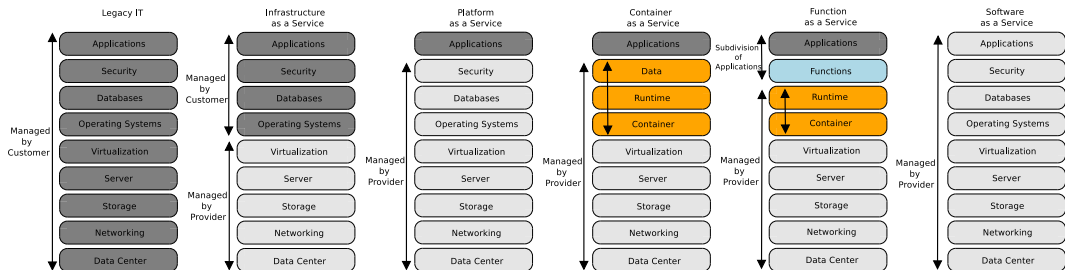 Legacy IT
Managed
by
Customer
Applications
Security
Databases
Operating Systems
Virtualization
Server
Storage
Networking
Data Center
Infrastructure
as a Service
Managed
by
Customer
Managed
by
Provider
Applications
Security
Databases
Operating Systems
Virtualization
Server
Storage
Networking
Data Center
Platform
as a Service
Managed
by
Provider
Applications
Security
Databases
Operating Systems
Virtualization
Server
Storage
Networking
Data Center
Container
as a Service
Managed
by
Provider
Applications
Data
Runtime
Container
Virtualization
Server
Storage
Networking
Data Center
Function
as a Service
Subdivision
of
Applications
Managed
by
Provider
Applications
Functions
Runtime
Container
Virtualization
Server
Storage
Networking
Data Center
Software
as a Service
Managed
by
Provider
Applications
Security
Databases
Operating Systems
Virtualization
Server
Storage
Networking
Data Center